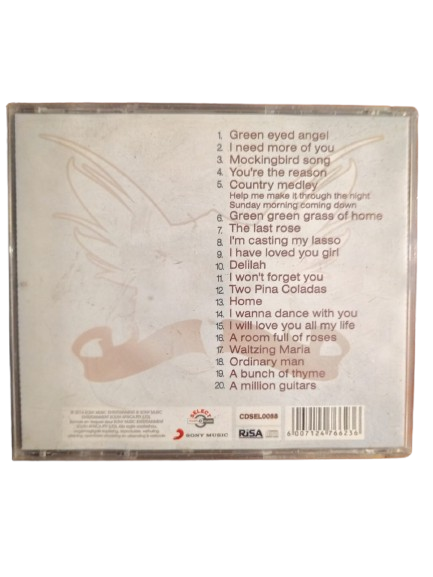 1. Green eyed angel
2. I need more of you
3. Mockingbird song
4. You're the reason
5. Country medley
Help me make it through the night
Sunday morning coming down
6. Green green grass of home
7. The last rose
8. I'm casting my lasso
9. I have loved you girl
10. Delilah
11. I won't forget you
12. Two Pina Coladas
13. Home
14. I wanna dance with you
15. I will love you all my life
16. A room full of roses
17. Waltzing Maria
18. Ordinary man
19. A bunch of thyme
20. A million guitars
SELECT
SONY MUSIC
CDSEL0088
RiSA
6007124766236